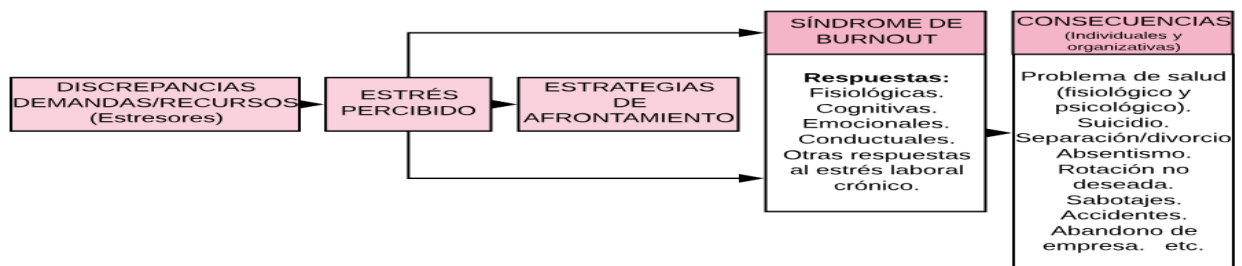 DISCREPANCIAS
DEMANDAS/RECURSOS
(Estresores)
ESTRÉS
PERCIBIDO
ESTRATEGIAS
DE
AFRONTAMIENTO
SÍNDROME DE
BURNOUT
Respuestas:
Fisiológicas.
Cognitivas.
Emocionales.
Conductuales.
Otras respuestas
al estrés laboral
crónico.
CONSECUENCIAS
(Individuales y
organizativas)
Problema de salud
(fisiológico y
psicológico).
Suicidio.
Separación/divorcio
Absentismo.
Rotación no
deseada.
Sabotajes.
Accidentes.
Abandono de
empresa. etc.